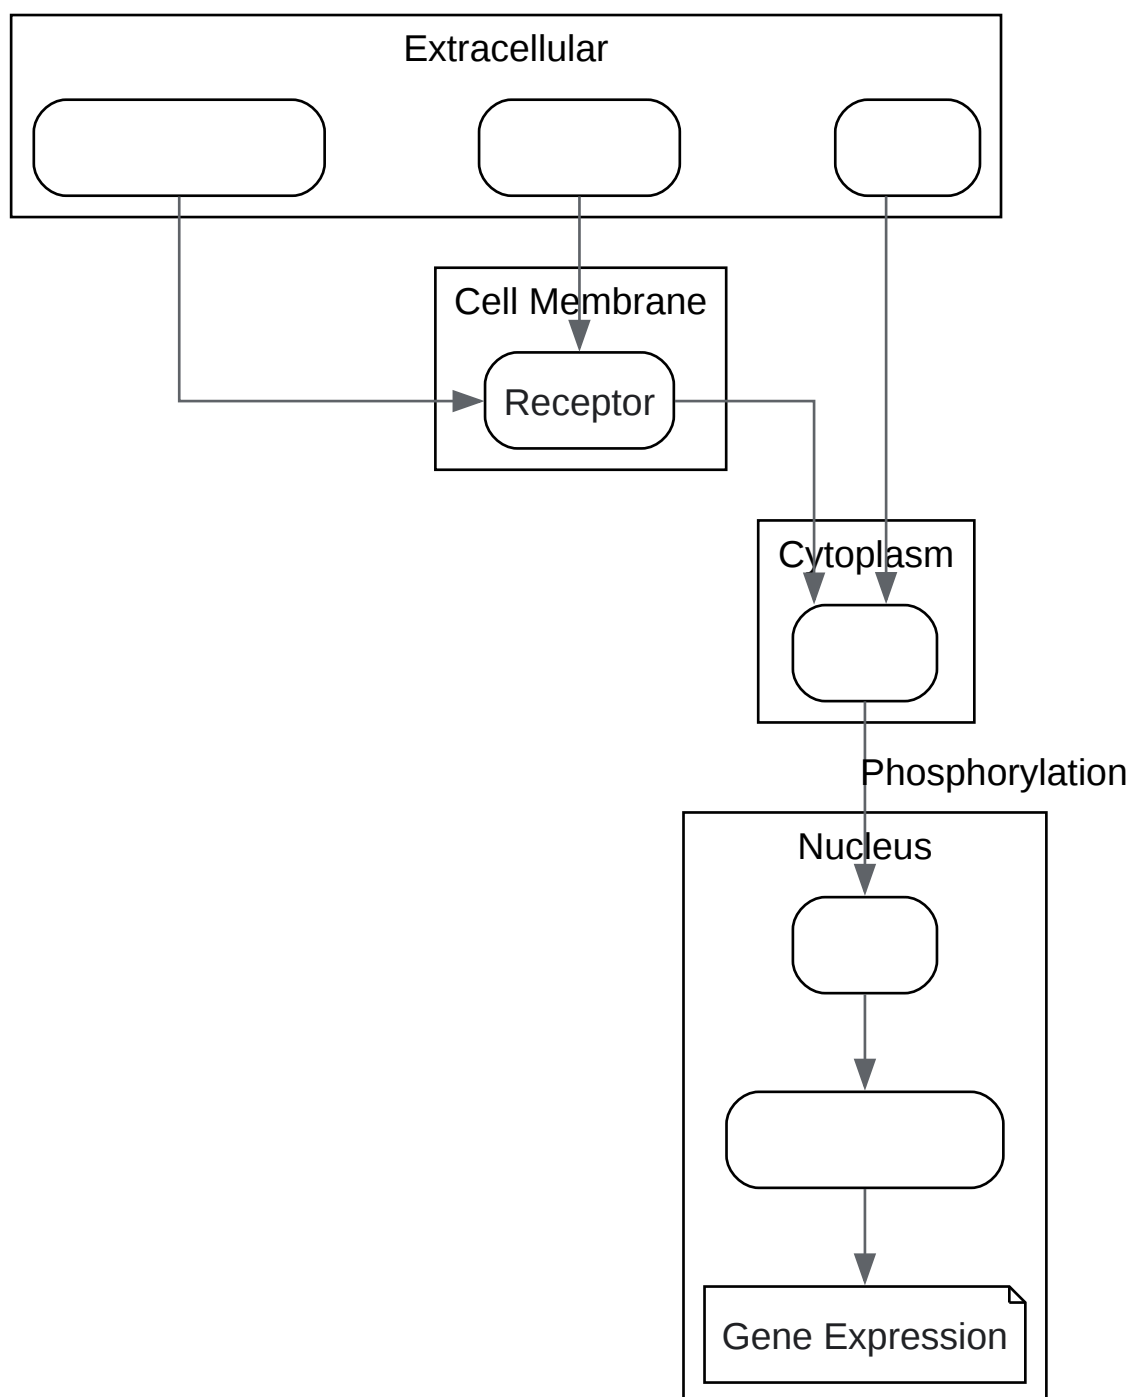 Extracellular
Cell Membrane
Receptor
Cytoplasm
Phosphorylation
Nucleus
Gene Expression